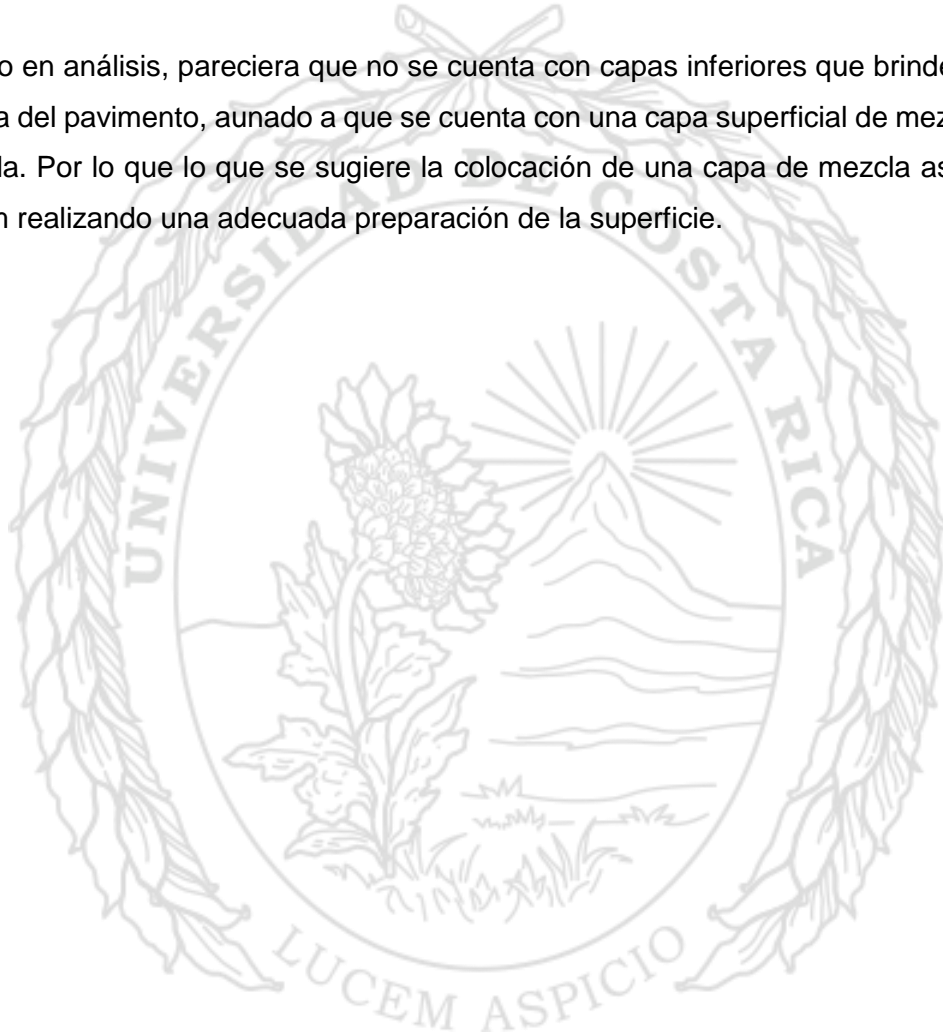 o en análisis, pareciera que no se cuenta con capas inferiores que brinde
a del pavimento, aunado a que se cuenta con una capa superficial de mez
la. Por lo que lo que se sugiere la colocación de una capa de mezcla as
n realizando una adecuada preparación de la superficie.
UNIVERSIDAD DE COSTA RICA
LUCEM ASPICIO